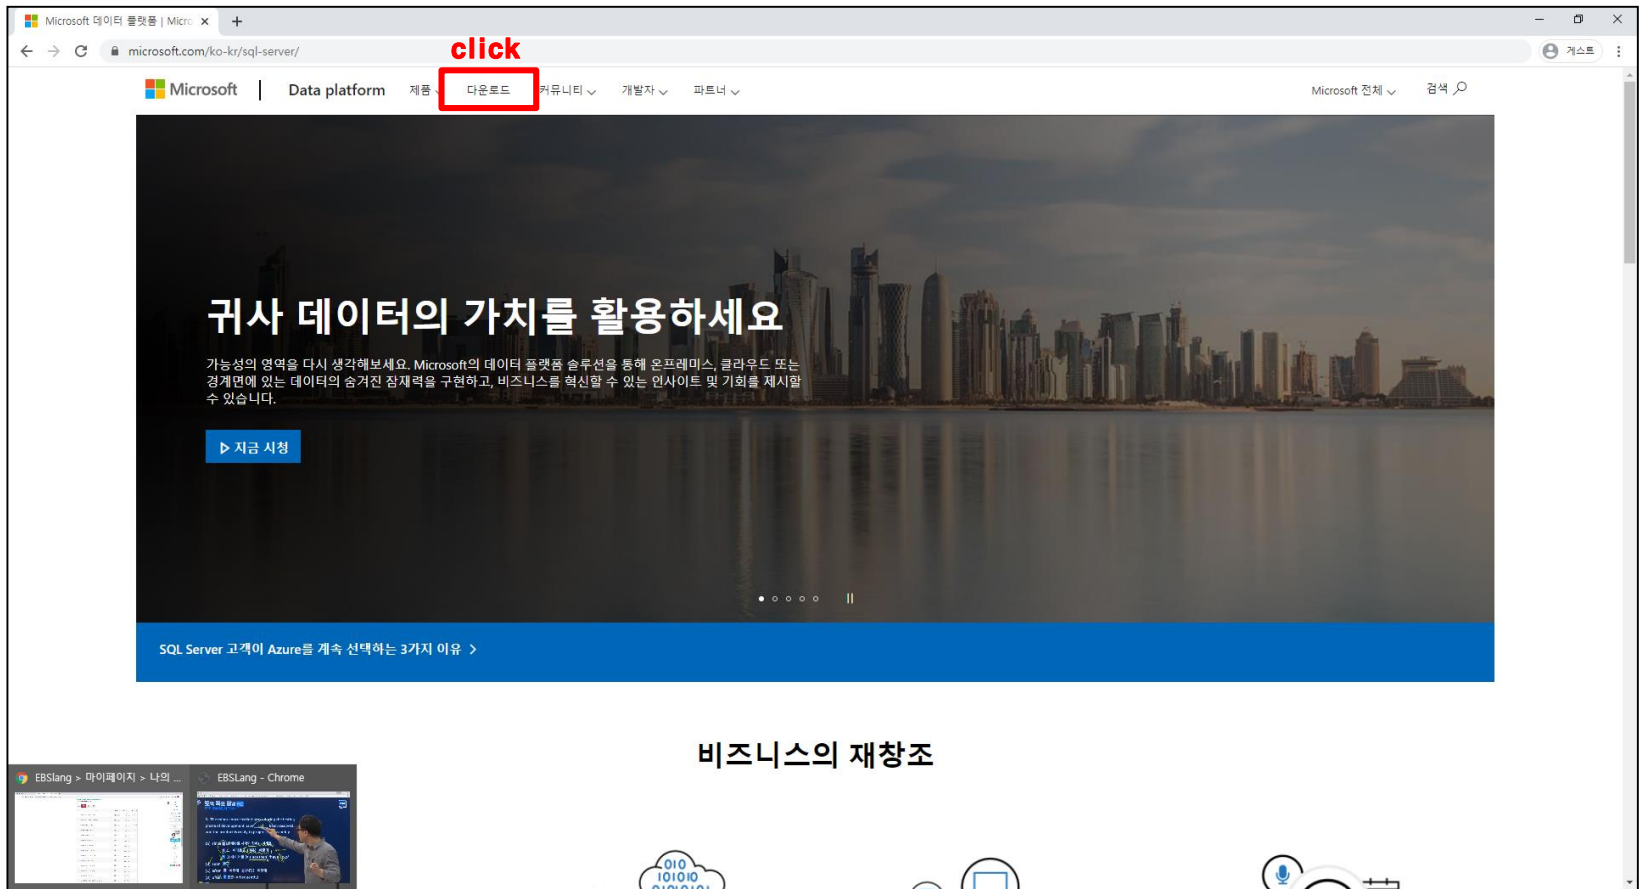 Microsoft 데이터 플랫폼 | Micro
게스트
microsoft.com/ko-kr/sql-server/
click
Microsoft
Data platform
제품
다운로드
커뮤니티
개발자
파트너
Microsoft 전체
검색
귀사 데이터의 가치를 활용하세요
가능성의 영역을 다시 생각해보세요. Microsoft의 데이터 플랫폼 솔루션을 통해 온프레미스, 클라우드 또는
경계면에 있는 데이터의 숨겨진 잠재력을 구현하고, 비즈니스를 혁신할 수 있는 인사이트 및 기회를 제시할
수 있습니다.
지금 시청
SQL Server 고객이 Azure를 계속 선택하는 3가지 이유
비즈니스의 재창조
EBSlang > 마이페이지 > 나의 ...
EBSLang - Chrome
010
101010